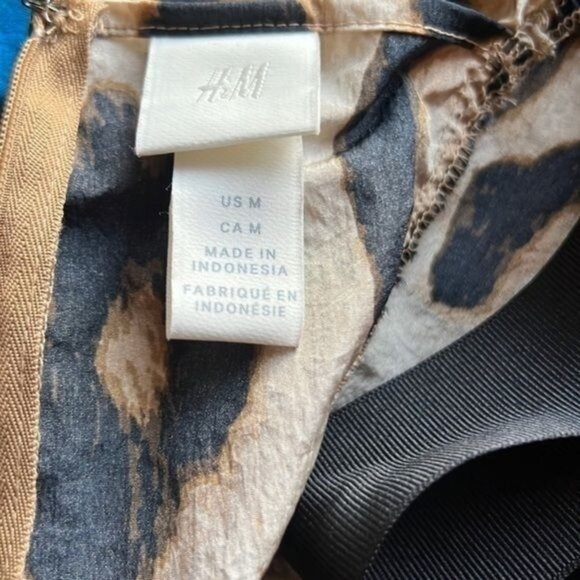 H&M
US M
CA M
MADE IN
INDONESIA
FABRIQUÉ EN
INDONÉSIE